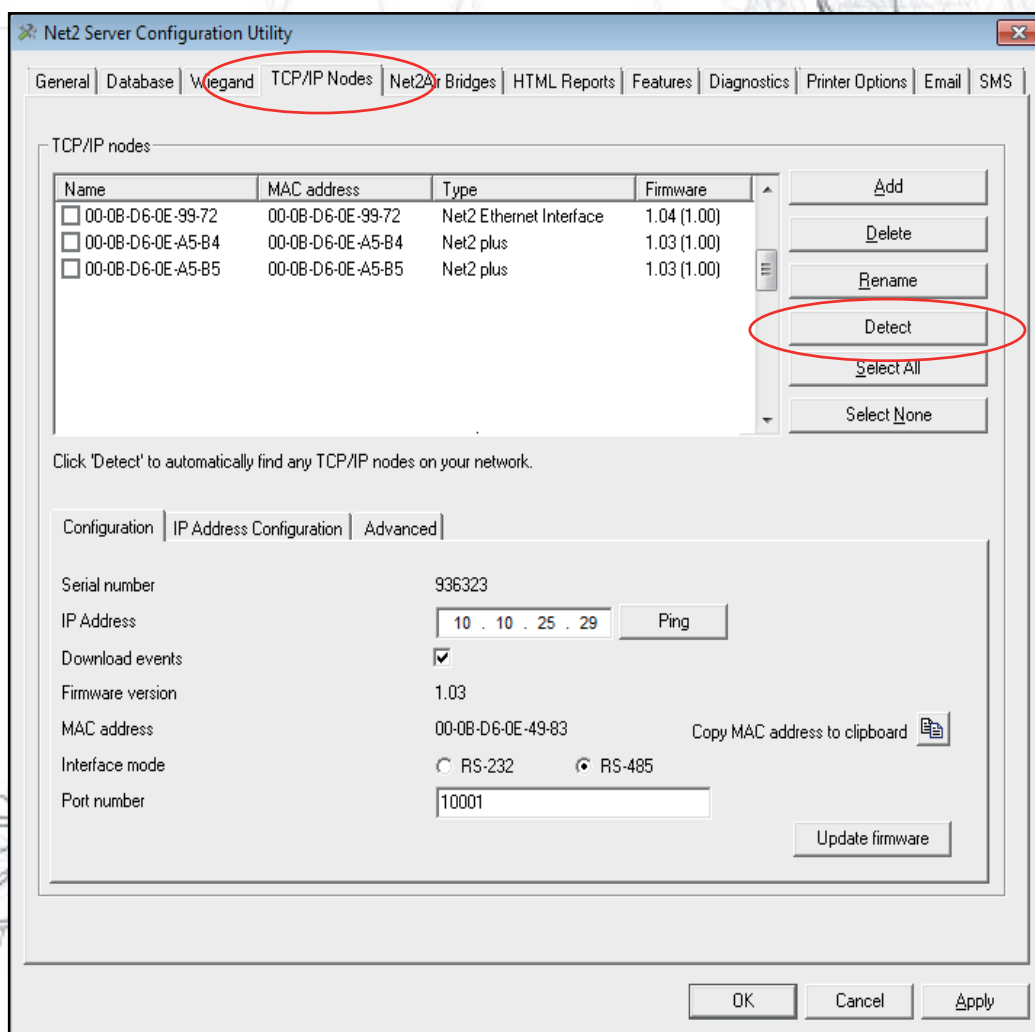 Net2 Server Configuration Utility
General Database Wiegand TCP/IP Nodes Net2Air Bridges HTML Reports Features Diagnostics Printer Options Email SMS
TCP/IP nodes
Name MAC address Type Firmware
00-0B-D6-0E-99-72 00-0B-D6-0E-99-72 Net2 Ethernet Interface 1.04 (1.00)
00-0B-D6-0E-A5-B4 00-0B-D6-0E-A5-B4 Net2 plus 1.03 (1.00)
00-0B-D6-0E-A5-B5 00-0B-D6-0E-A5-B5 Net2 plus 1.03 (1.00)
Add
Delete
Rename
Detect
Select All
Select None
Click 'Detect' to automatically find any TCP/IP nodes on your network.
Configuration IP Address Configuration Advanced
Serial number 936323
IP Address 10 . 10 . 25 . 29 Ping
Download events
Firmware version 1.03
MAC address 00-0B-D6-0E-49-83 Copy MAC address to clipboard
Interface mode RS-232 RS-485
Port number 10001
Update firmware
OK Cancel Apply